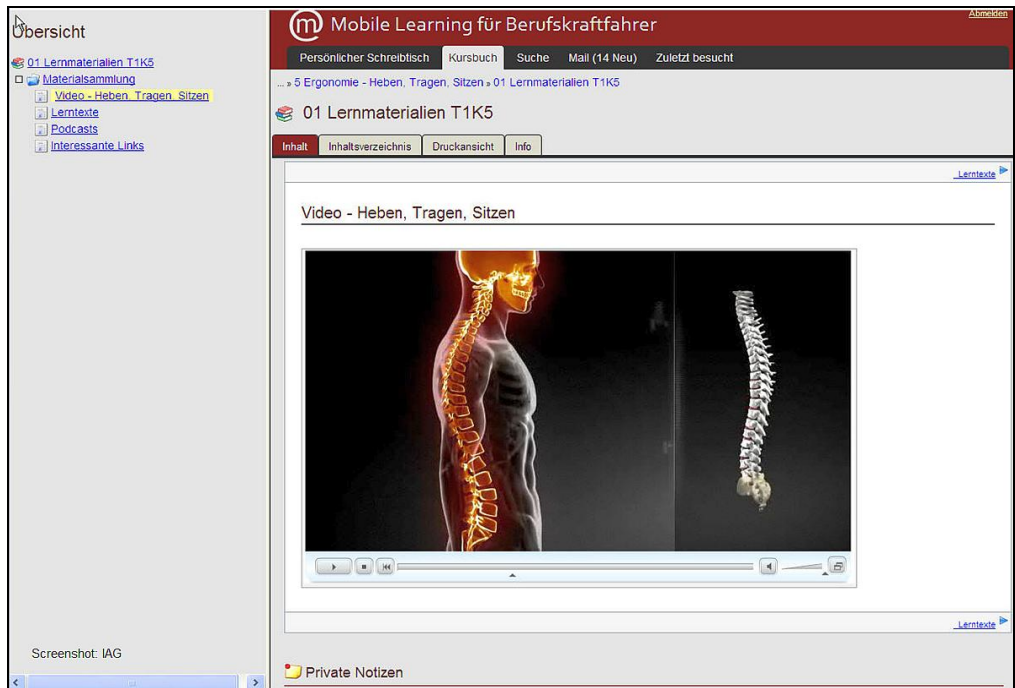 Übersicht
01 Lernmaterialien T1K5
Materialsammlung
Video - Heben, Tragen, Sitzen
Lerntexte
Podcasts
Interessante Links
Screenshot: IAG
Abmelden
m Mobile Learning für Berufskraftfahrer
Persönlicher Schreibtisch Kursbuch Suche Mail (14 Neu) Zuletzt besucht
... » 5 Ergonomie - Heben, Tragen, Sitzen » 01 Lernmaterialien T1K5
01 Lernmaterialien T1K5
Inhalt Inhaltsverzeichnis Druckansicht Info
Lerntexte
Video - Heben, Tragen, Sitzen
Lerntexte
Private Notizen